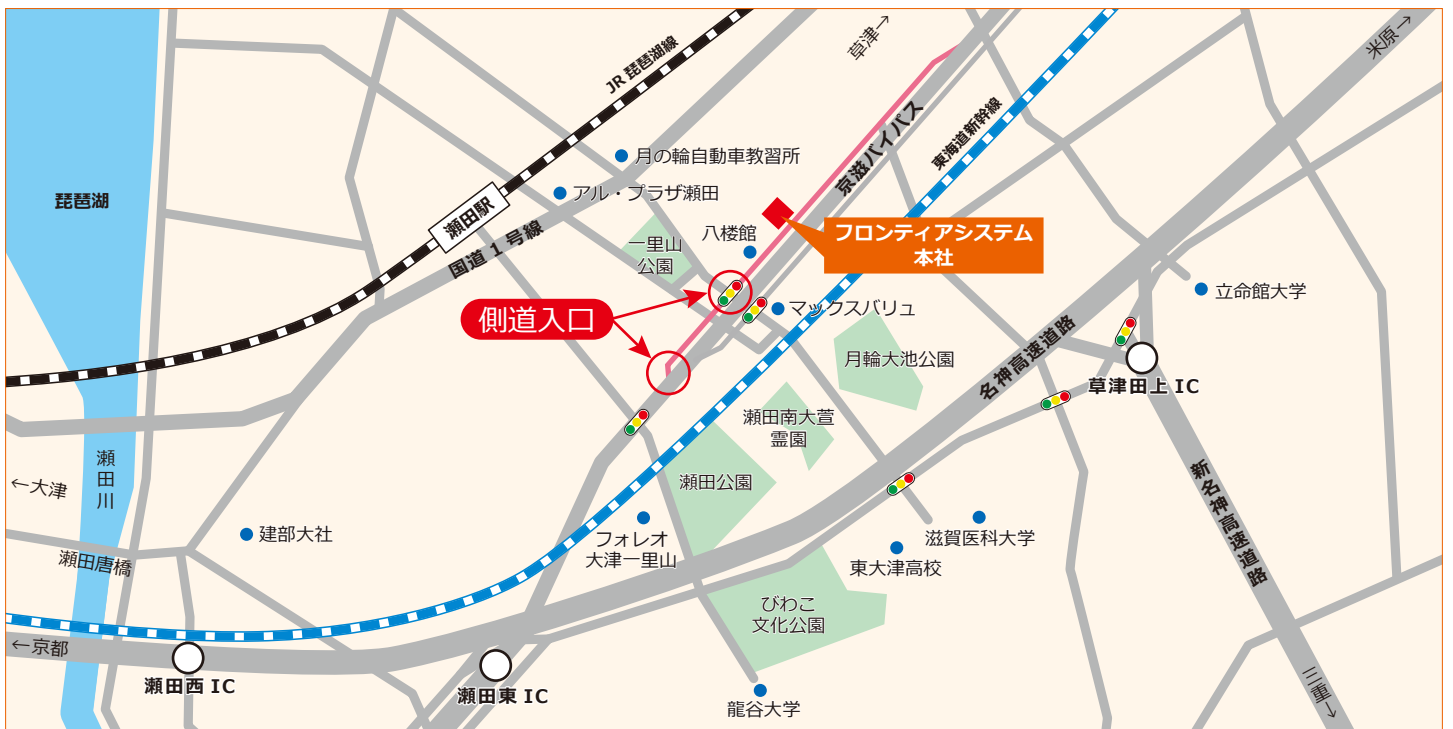 草津→
米原→
JR 琵琶湖線
京滋バイパス
東海道新幹線
月の輪自動車教習所
アル・プラザ瀬田
琵琶湖
瀬田駅
国道 1 号線
一里山
公園
八楼館
フロンティアシステム
本社
側道入口
マックスバリュ
立命館大学
月輪大池公園
名神高速道路
草津田上 IC
瀬田南大萱
霊園
瀬田川
←大津
瀬田公園
新名神高速道路
建部大社
フォレオ
大津一里山
滋賀医科大学
東大津高校
瀬田唐橋
びわこ
文化公園
←京都
瀬田西 IC
瀬田東 IC
龍谷大学
三重→